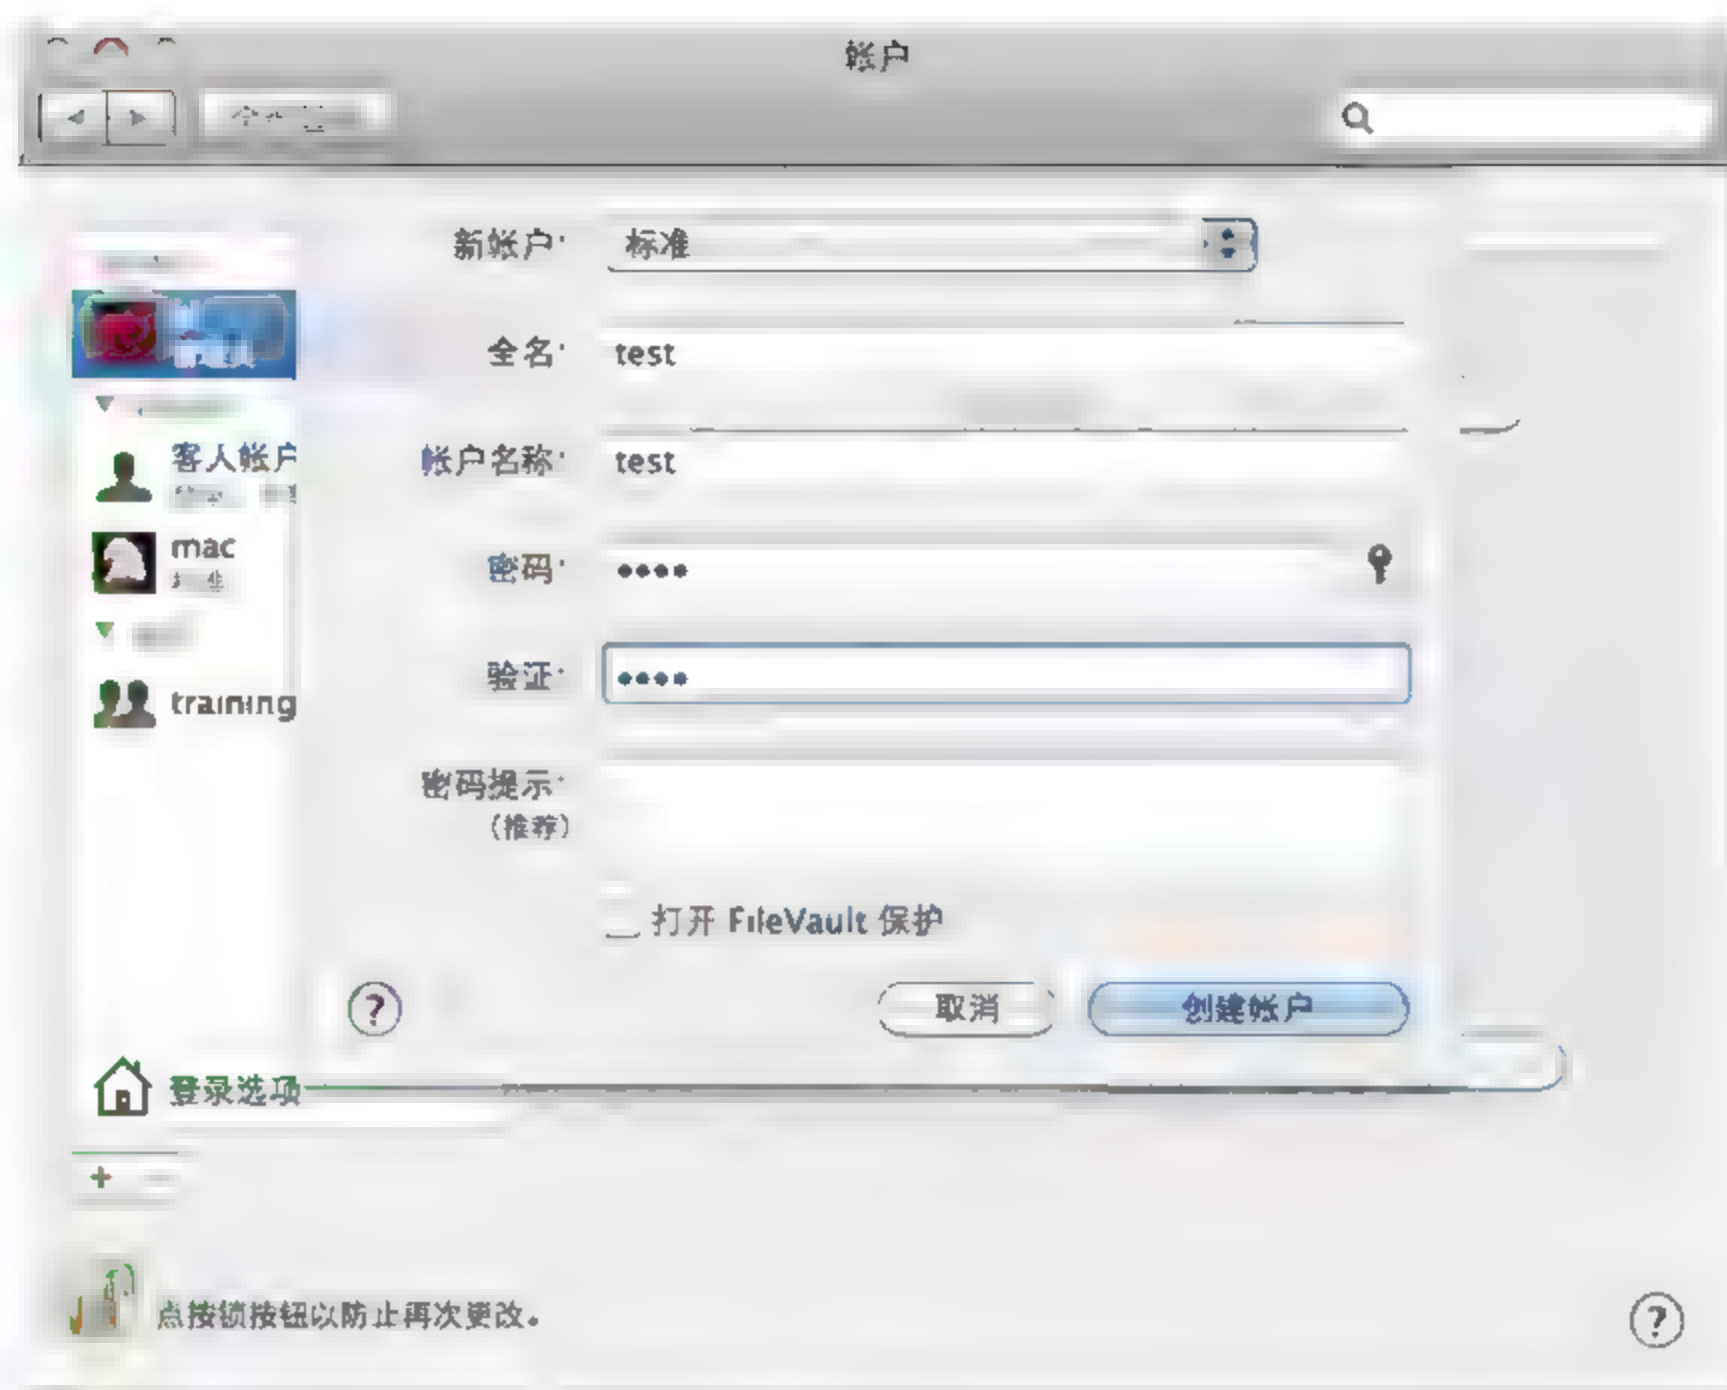 帐户
新帐户:
标准
全名:
test
客人帐户
帐户名称:
test
mac
密码:
••••
验证:
••••
training
密码提示:
(推荐)
打开 FileVault 保护
?
取消
创建帐户
登录选项
+
点按锁按钮以防止再次更改。
?